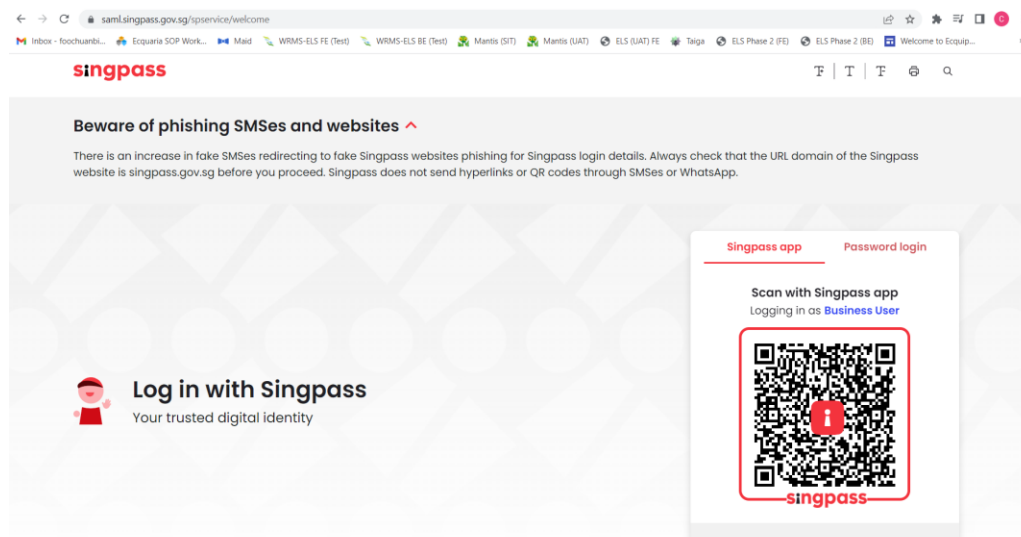 saml.singpass.gov.sg/spservice/welcome
Inbox - foochuanbi... Ecquaria SOP Work... Maid WRMS-ELS FE (Test) WRMS-ELS BE (Test) Mantis (SIT) Mantis (UAT) ELS (UAT) FE Taiga ELS Phase 2 (FE) ELS Phase 2 (BE) Welcome to Ecquip...
C
singpass
T T T
Beware of phishing SMSes and websites
There is an increase in fake SMSes redirecting to fake Singpass websites phishing for Singpass login details. Always check that the URL domain of the Singpass
website is singpass.gov.sg before you proceed. Singpass does not send hyperlinks or QR codes through SMSes or WhatsApp.
Singpass app Password login
Scan with Singpass app
Logging in as Business User
singpass
Log in with Singpass
Your trusted digital identity